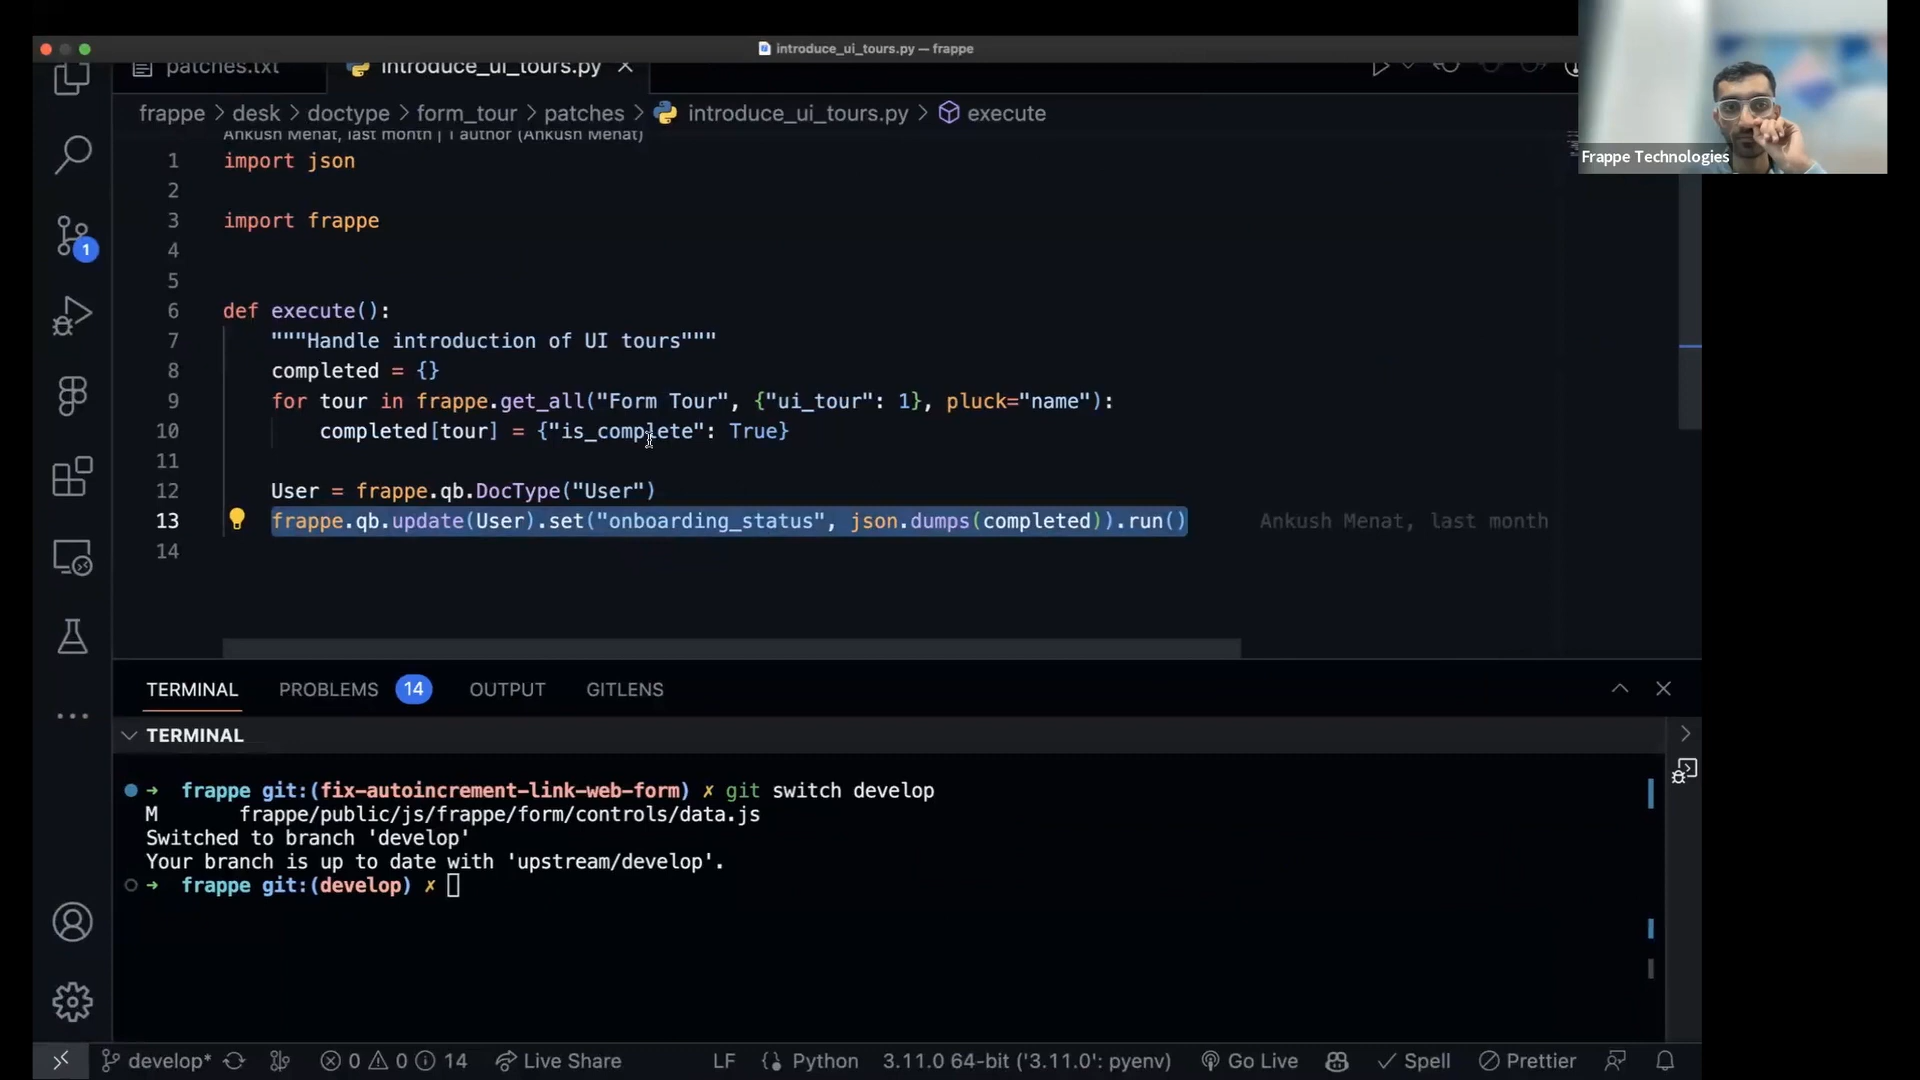 introduce_ui_tours.py — frappe
patches.txt
introduce_ui_tours.py
frappe > desk > doctype > form_tour > patches > introduce_ui_tours.py > execute
Ankush Menat, last month | 1 author (Ankush Menat)
1 import json
2
3 import frappe
4
5
6 def execute():
7 """Handle introduction of UI tours"""
8 completed = {}
9 for tour in frappe.get_all("Form Tour", {"ui_tour": 1}, pluck="name"):
10 completed[tour] = {"is_complete": True}
11
12 User = frappe.qb.DocType("User")
13 frappe.qb.update(User).set("onboarding_status", json.dumps(completed)).run() Ankush Menat, last month
14
Frappe Technologies
1
TERMINAL PROBLEMS 14 OUTPUT GITLENS
TERMINAL
➜ frappe git:(fix-autoincrement-link-web-form) ✗ git switch develop
M frappe/public/js/frappe/form/controls/data.js
Switched to branch 'develop'
Your branch is up to date with 'upstream/develop'.
➜ frappe git:(develop) ✗
develop* 0 0 14 Live Share LF Python 3.11.0 64-bit ('3.11.0': pyenv) Go Live Spell Prettier